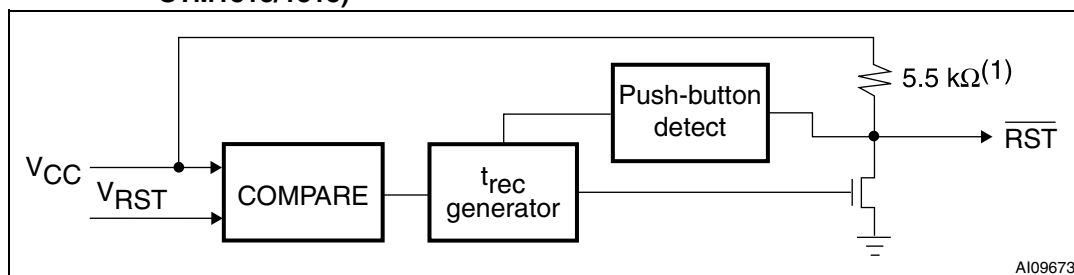 5.5 kΩ(1)
Push-button
detect
RST
VCC
VRST
COMPARE
trec
generator
AI09673